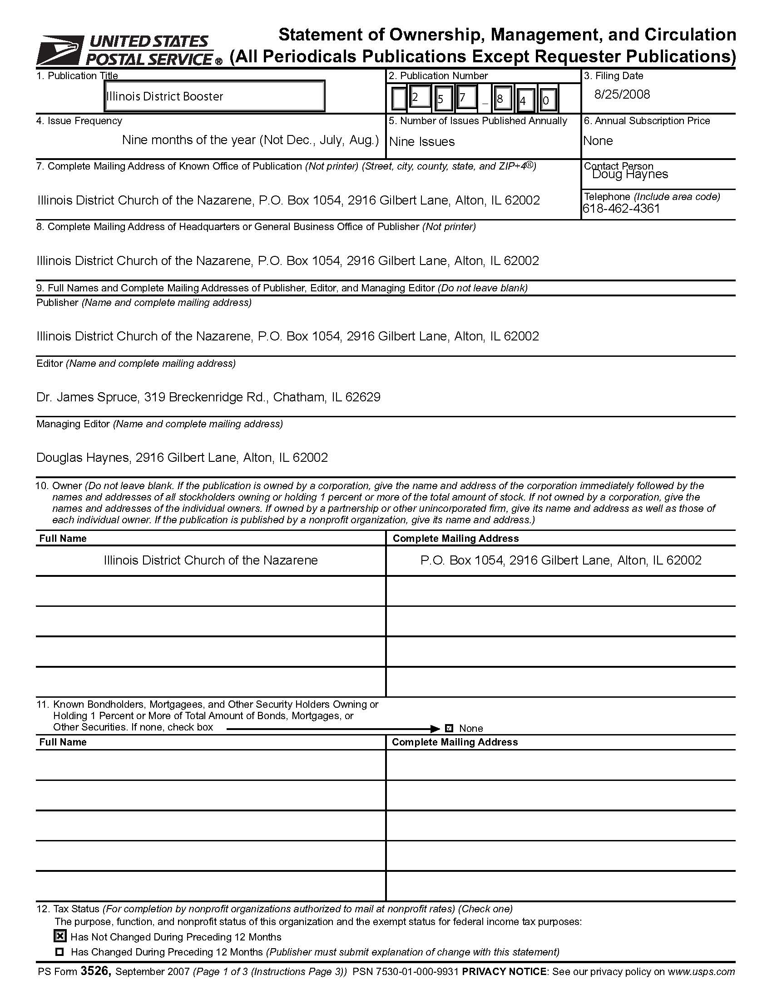 UNITED STATES
POSTAL SERVICE ®
Statement of Ownership, Management, and Circulation
(All Periodicals Publications Except Requester Publications)
1. Publication Title
Illinois District Booster
2. Publication Number
2 5 7 _ 8 4 0
3. Filing Date
8/25/2008
4. Issue Frequency
Nine months of the year (Not Dec., July, Aug.)
5. Number of Issues Published Annually
Nine Issues
6. Annual Subscription Price
None
7. Complete Mailing Address of Known Office of Publication (Not printer) (Street, city, county, state, and ZIP+4®)
Illinois District Church of the Nazarene, P.O. Box 1054, 2916 Gilbert Lane, Alton, IL 62002
Contact Person
Doug Haynes
Telephone (Include area code)
618-462-4361
8. Complete Mailing Address of Headquarters or General Business Office of Publisher (Not printer)
Illinois District Church of the Nazarene, P.O. Box 1054, 2916 Gilbert Lane, Alton, IL 62002
9. Full Names and Complete Mailing Addresses of Publisher, Editor, and Managing Editor (Do not leave blank)
Publisher (Name and complete mailing address)
Illinois District Church of the Nazarene, P.O. Box 1054, 2916 Gilbert Lane, Alton, IL 62002
Editor (Name and complete mailing address)
Dr. James Spruce, 319 Breckenridge Rd., Chatham, IL 62629
Managing Editor (Name and complete mailing address)
Douglas Haynes, 2916 Gilbert Lane, Alton, IL 62002
10. Owner (Do not leave blank. If the publication is owned by a corporation, give the name and address of the corporation immediately followed by the
names and addresses of all stockholders owning or holding 1 percent or more of the total amount of stock. If not owned by a corporation, give the
names and addresses of the individual owners. If owned by a partnership or other unincorporated firm, give its name and address as well as those of
each individual owner. If the publication is published by a nonprofit organization, give its name and address.)
Full Name
Complete Mailing Address
Illinois District Church of the Nazarene
P.O. Box 1054, 2916 Gilbert Lane, Alton, IL 62002
11. Known Bondholders, Mortgagees, and Other Security Holders Owning or
Holding 1 Percent or More of Total Amount of Bonds, Mortgages, or
Other Securities. If none, check box
None
Full Name
Complete Mailing Address
12. Tax Status (For completion by nonprofit organizations authorized to mail at nonprofit rates) (Check one)
The purpose, function, and nonprofit status of this organization and the exempt status for federal income tax purposes:
Has Not Changed During Preceding 12 Months
Has Changed During Preceding 12 Months (Publisher must submit explanation of change with this statement)
PS Form 3526, September 2007 (Page 1 of 3 (Instructions Page 3)) PSN 7530-01-000-9931 PRIVACY NOTICE: See our privacy policy on www.usps.com